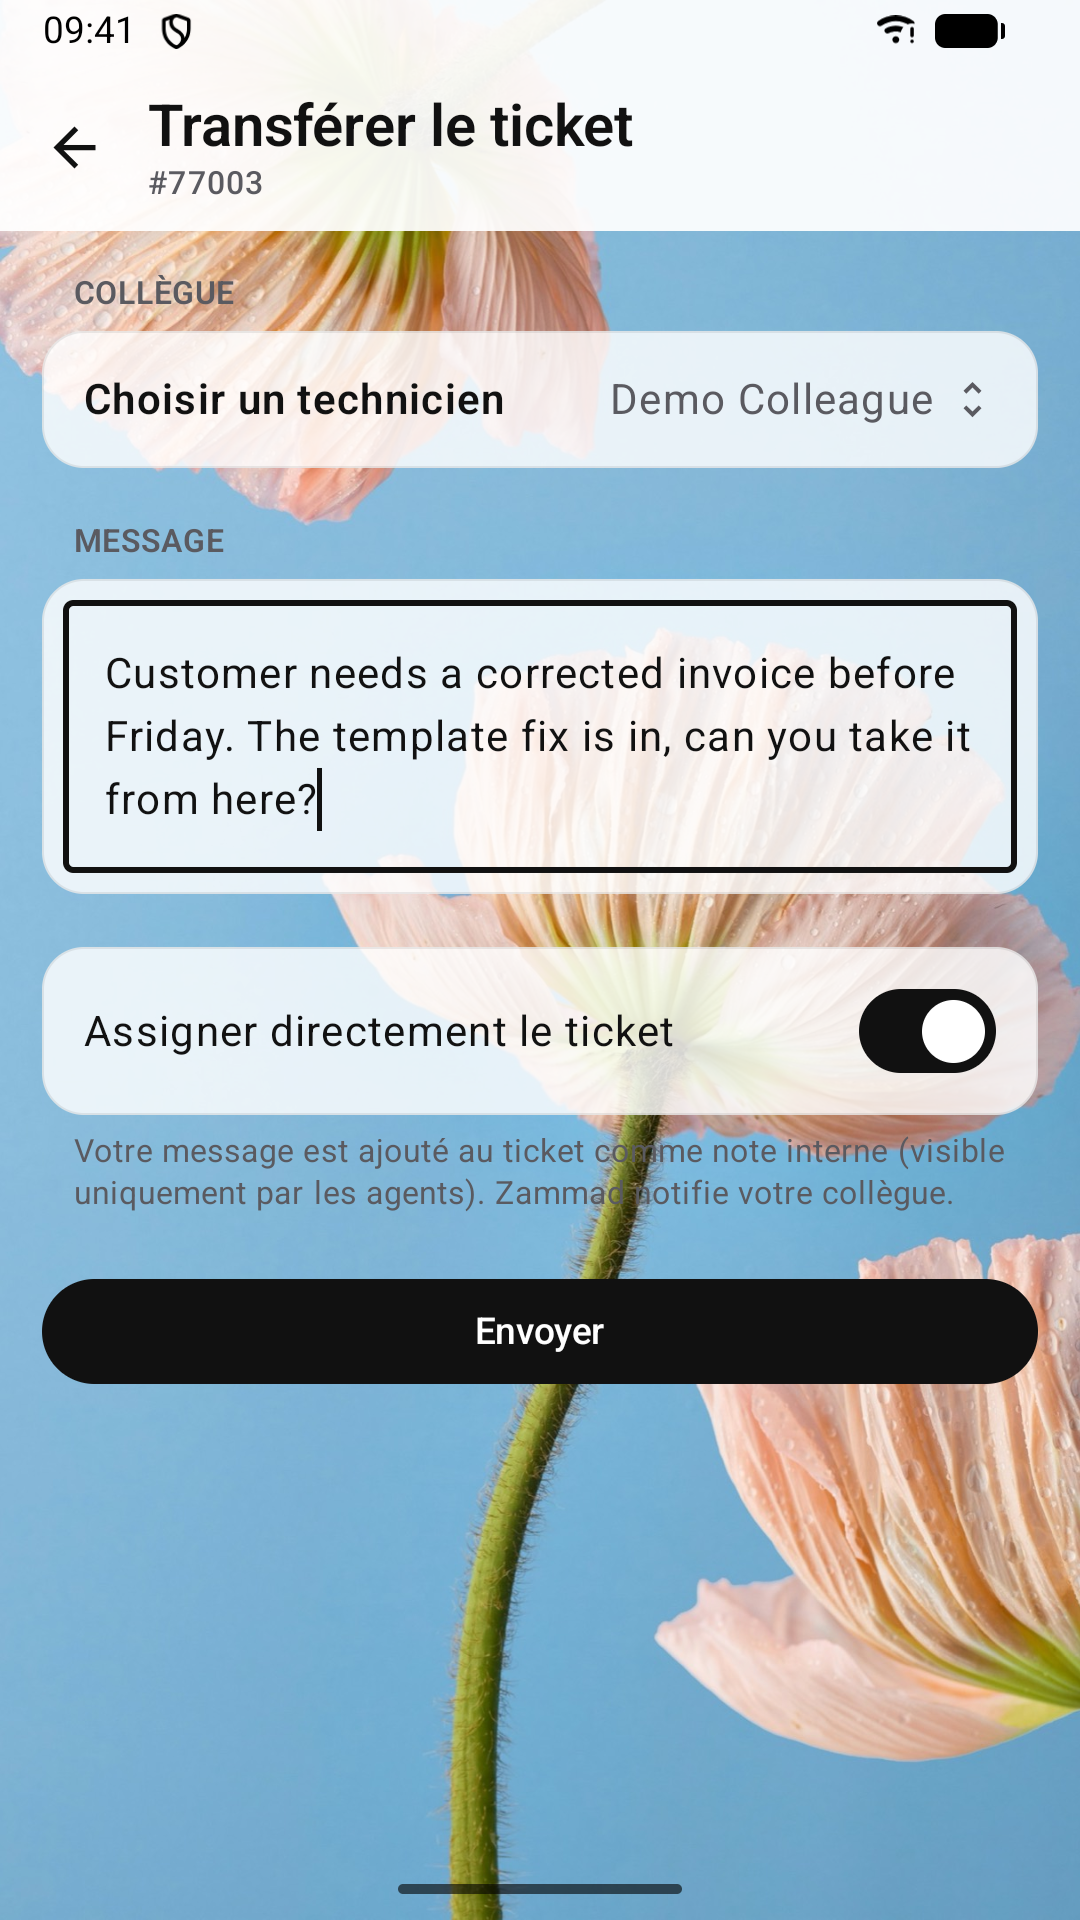 09:41
Transférer le ticket
#77003
COLLÈGUE
Choisir un technicien Demo Colleague
MESSAGE
Customer needs a corrected invoice before
Friday. The template fix is in, can you take it
from here?
Assigner directement le ticket
Votre message est ajouté au ticket comme note interne (visible
uniquement par les agents). Zammad notifie votre collègue.
Envoyer